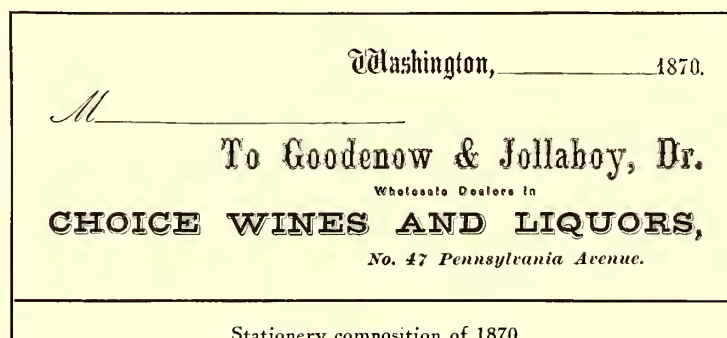 Washington, 1870.
M
To Goodenow & Jollaboy, Dr.
Wholesale Dealers in
CHOICE WINES AND LIQUORS,
No. 47 Pennsylvania Avenue.
Stationery composition of 1870